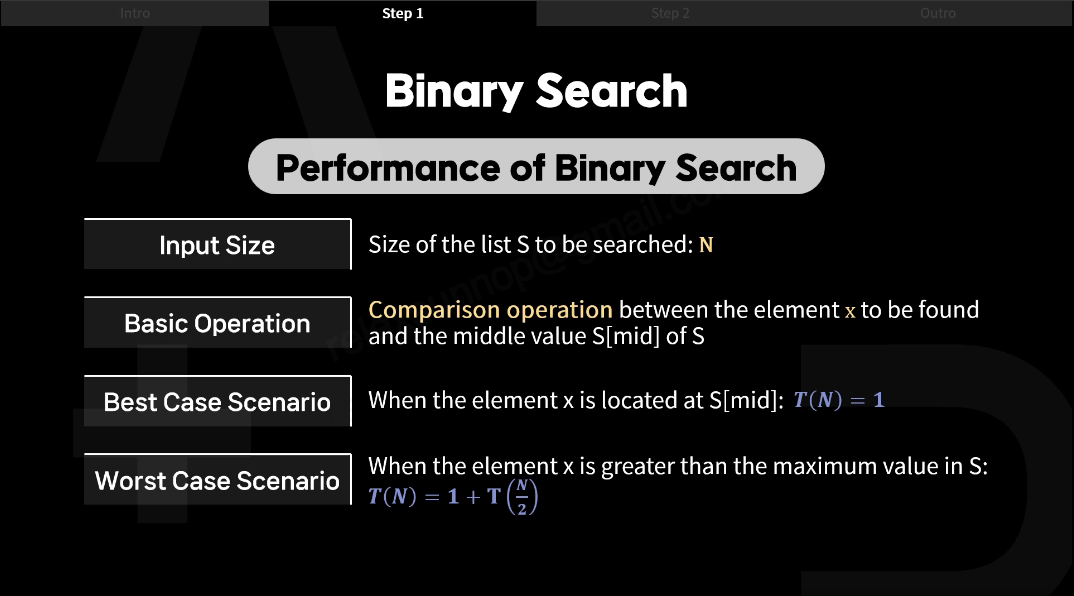 Intro
Step 1
Step 2
Outro
Binary Search
Performance of Binary Search
Input Size
Size of the list S to be searched: N
Basic Operation
Comparison operation between the element x to be found
and the middle value S[mid] of S
Best Case Scenario
When the element x is located at S[mid]: T(N) = 1
Worst Case Scenario
When the element x is greater than the maximum value in S:
T(N) = 1 + T(N/2)